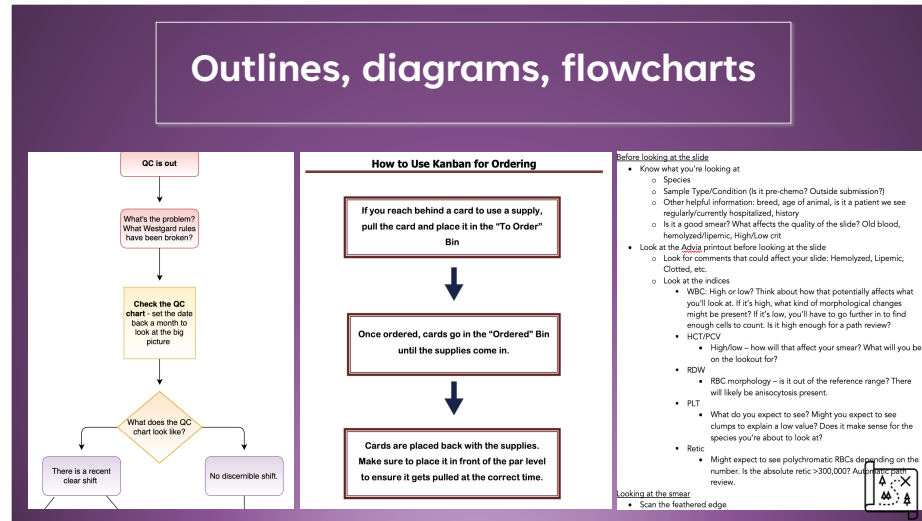 Outlines, diagrams, flowcharts
QC is out
What's the problem?
What Westgard rules
have been broken?
Check the QC
chart - set the date
back a month to
look at the big
picture
What does the QC
chart look like?
There is a recent
clear shift
No discernible shift.
How to Use Kanban for Ordering
If you reach behind a card to use a supply,
pull the card and place it in the "To Order"
Bin
Once ordered, cards go in the "Ordered" Bin
until the supplies come in.
Cards are placed back with the supplies.
Make sure to place it in front of the par level
to ensure it gets pulled at the correct time.
Before looking at the slide
• Know what you're looking at
o Species
o Sample Type/Condition (Is it pre-chemo? Outside submission?)
o Other helpful information: breed, age of animal, is it a patient we see
regularly/currently hospitalized, history
o Is it a good smear? What affects the quality of the slide? Old blood,
hemolyzed/lipemic, High/Low crit
• Look at the Advia printout before looking at the slide
o Look for comments that could affect your slide: Hemolyzed, Lipemic,
Clotted, etc.
o Look at the indices
▪ WBC: High or low? Think about how that potentially affects what
you'll look at. If it's high, what kind of morphological changes
might be present? If it's low, you'll have to go further in to find
enough cells to count. Is it high enough for a path review?
▪ HCT/PCV
• High/low – how will that affect your smear? What will you be
on the lookout for?
▪ RDW
• RBC morphology – is it out of the reference range? There
will likely be anisocytosis present.
▪ PLT
• What do you expect to see? Might you expect to see
clumps to explain a low value? Does it make sense for the
species you're about to look at?
▪ Retic
• Might expect to see polychromatic RBCs depending on the
number. Is the absolute retic >300,000? Automatic path
review.
Looking at the smear
• Scan the feathered edge